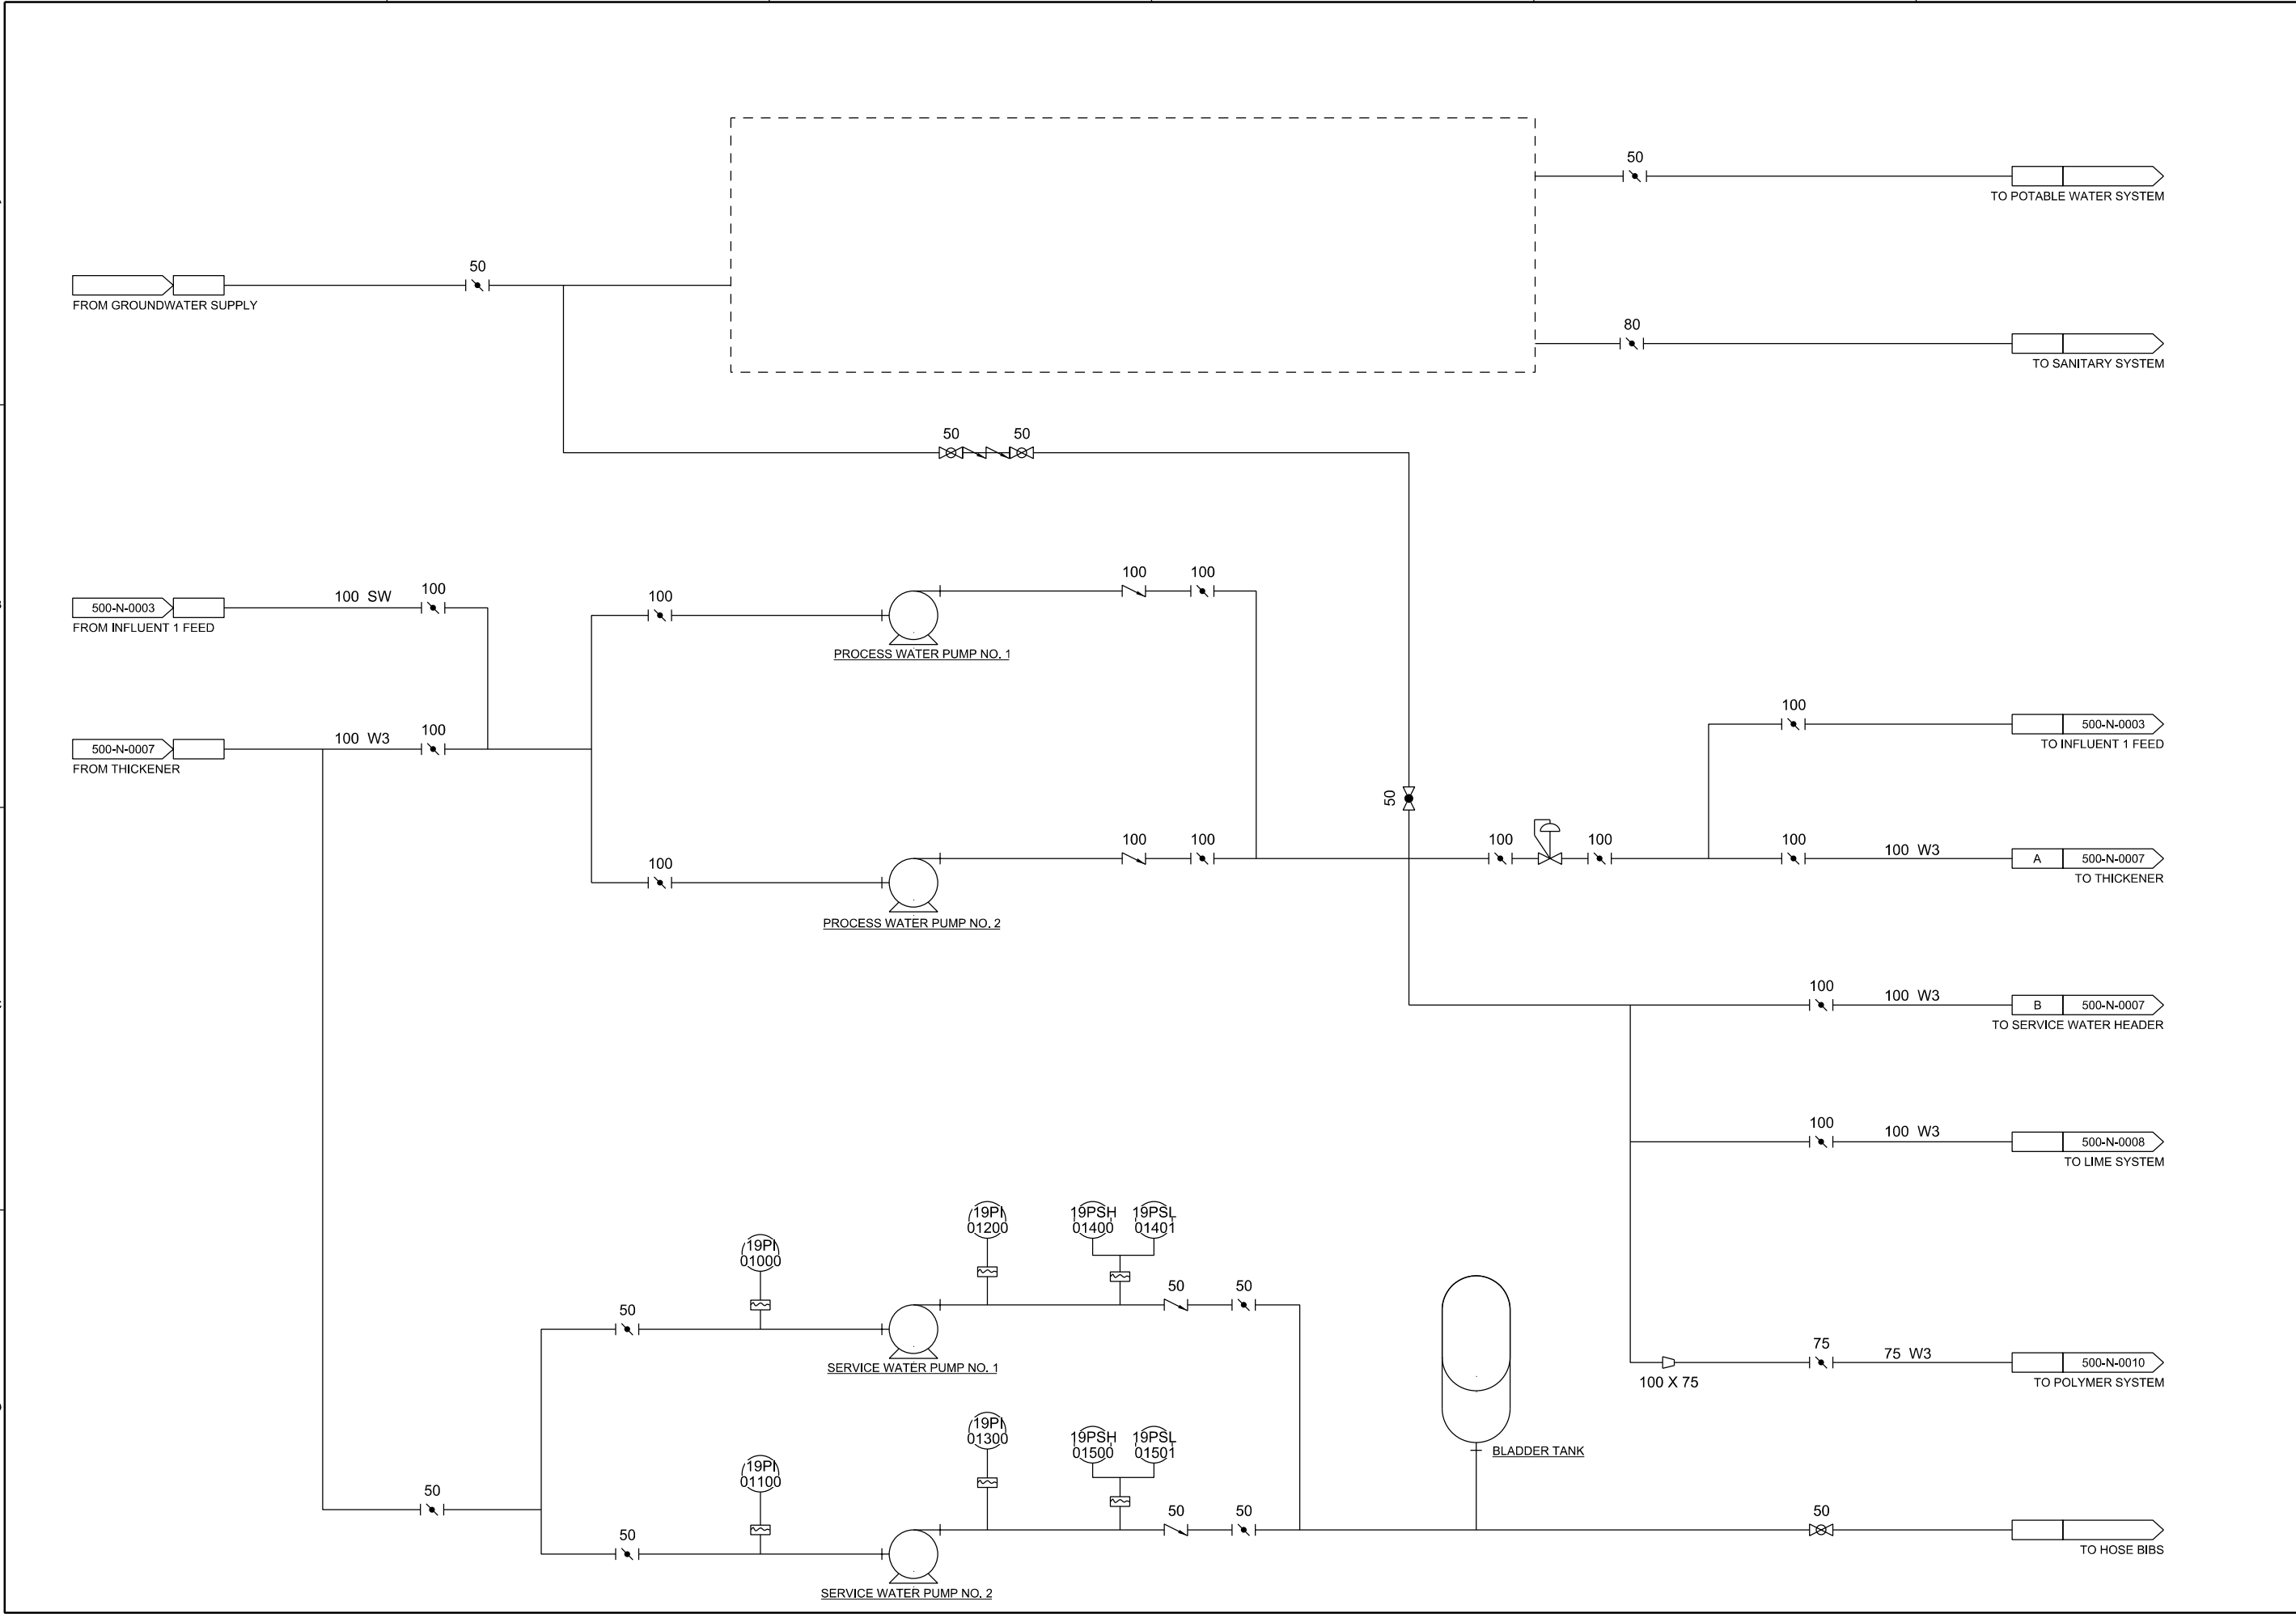 50
TO POTABLE WATER SYSTEM
50
FROM GROUNDWATER SUPPLY
80
TO SANITARY SYSTEM
50 50
100 SW 100
500-N-0003
FROM INFLUENT 1 FEED
100
100 100
PROCESS WATER PUMP NO. 1
100 W3 100
500-N-0007
FROM THICKENER
100
500-N-0003
TO INFLUENT 1 FEED
50
100
100 100
PROCESS WATER PUMP NO. 2
100 100
100 100 W3
A 500-N-0007
TO THICKENER
100 100 W3
B 500-N-0007
TO SERVICE WATER HEADER
100 100 W3
500-N-0008
TO LIME SYSTEM
19PI
01000
19PI
01200
19PSH
01400
19PSL
01401
50
50 50
SERVICE WATER PUMP NO. 1
100 X 75
75 75 W3
500-N-0010
TO POLYMER SYSTEM
BLADDER TANK
50
19PI
01100
19PI
01300
19PSH
01500
19PSL
01501
50
50 50
SERVICE WATER PUMP NO. 2
50
TO HOSE BIBS